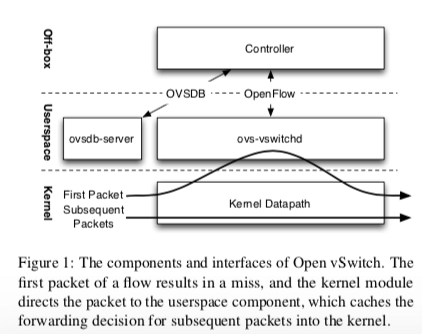 Off-box
Controller
OVSDB
OpenFlow
Userspace
ovsdb-server
ovs-vswitchd
Kernel
First Packet
Subsequent
Packets
Kernel Datapath
Figure 1: The components and interfaces of Open vSwitch. The
first packet of a flow results in a miss, and the kernel module
directs the packet to the userspace component, which caches the
forwarding decision for subsequent packets into the kernel.